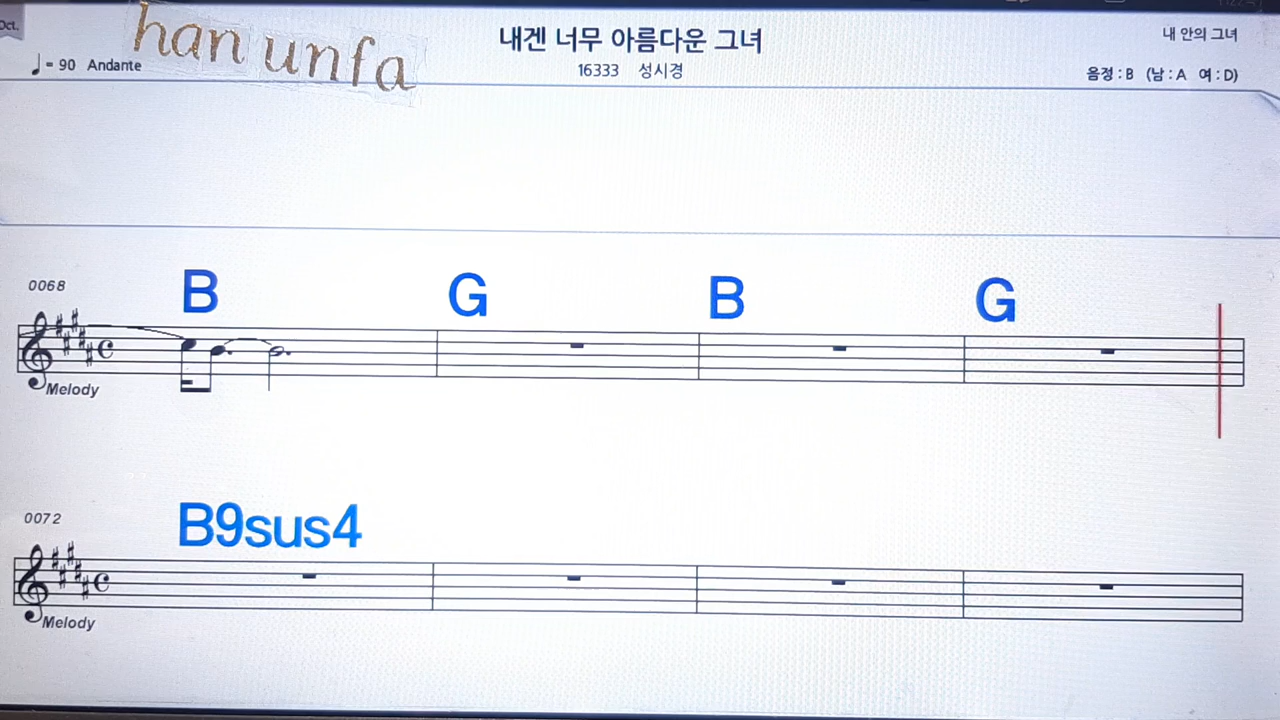 Oct.
han unfa
내겐 너무 아름다운 그녀
내 안의 그녀
♩= 90 Andante
16333 성시경
음정 : B (남 : A 여 : D)
0068
B G B G
Melody
0072
B9sus4
Melody